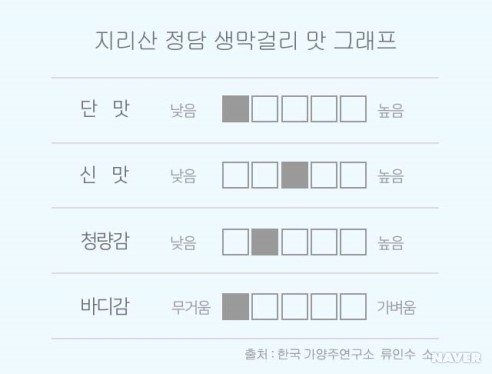 지리산 정담 생막걸리 맛 그래프
단 맛 낮음 높음
신 맛 낮음 높음
청량감 낮음 높음
바디감 무거움 가벼움
출처 : 한국 가양주연구소 류인수 소
NAVER